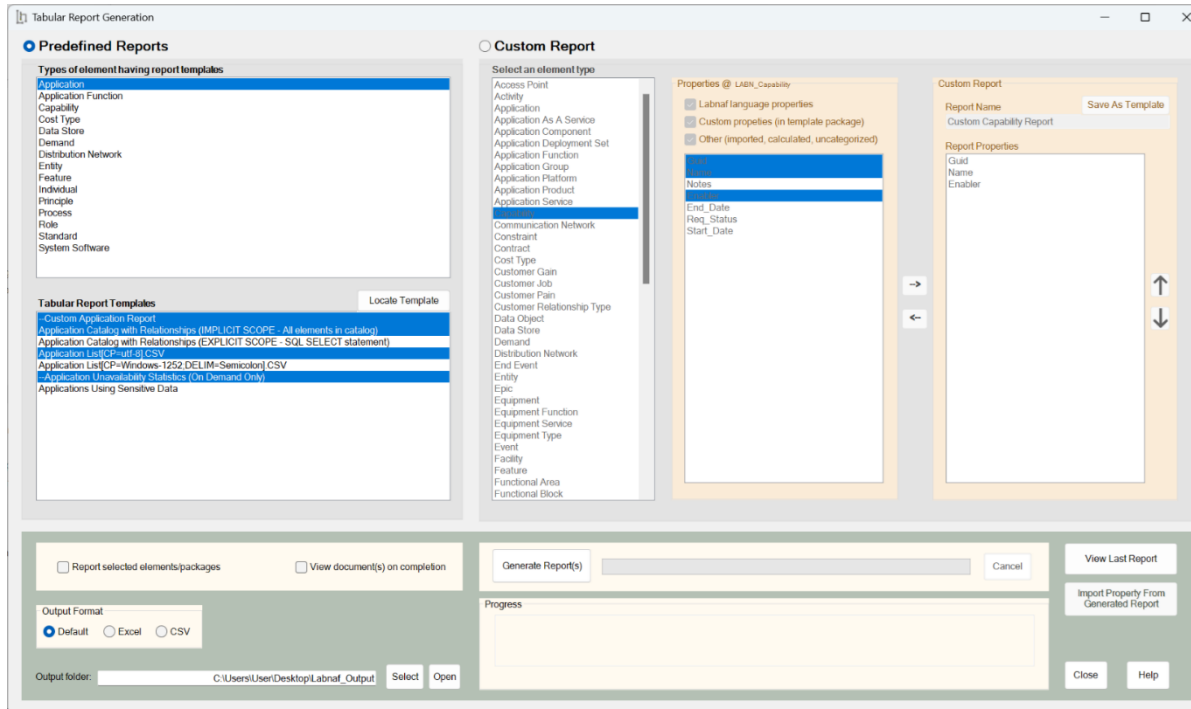 Tabular Report Generation
Predefined Reports
Types of element having report templates
Application
Application Function
Capability
Cost Type
Data Store
Demand
Distribution Network
Entity
Feature
Individual
Principle
Process
Role
Standard
System Software
Tabular Report Templates
Locate Template
--Custom Application Report
Application Catalog with Relationships (IMPLICIT SCOPE - All elements in catalog)
Application Catalog with Relationships (EXPLICIT SCOPE - SQL SELECT statement)
Application List[CP=utf-8].CSV
Application List[CP=Windows-1252,DELIM=Semicolon].CSV
--Application Unavailability Statistics (On Demand Only)
Applications Using Sensitive Data
Custom Report
Select an element type
Access Point
Activity
Application
Application As A Service
Application Component
Application Deployment Set
Application Function
Application Group
Application Platform
Application Product
Application Service
Capability
Communication Network
Constraint
Contract
Cost Type
Customer Gain
Customer Job
Customer Pain
Customer Relationship Type
Data Object
Data Store
Demand
Distribution Network
End Event
Entity
Epic
Equipment
Equipment Function
Equipment Service
Equipment Type
Event
Facility
Feature
Functional Area
Functional Block
Properties @ LABN_Capability
Labnaf language properties
Custom propeties (in template package)
Other (imported, calculated, uncategorized)
Guid
Name
Notes
Enabler
End_Date
Req_Status
Start_Date
-->
<--
Custom Report
Report Name
Save As Template
Custom Capability Report
Report Properties
Guid
Name
Enabler
Report selected elements/packages
View document(s) on completion
Output Format
Default
Excel
CSV
Output folder:
C:\Users\User\Desktop\Labnaf_Output
Select
Open
Generate Report(s)
Cancel
Progress
View Last Report
Import Property From
Generated Report
Close
Help